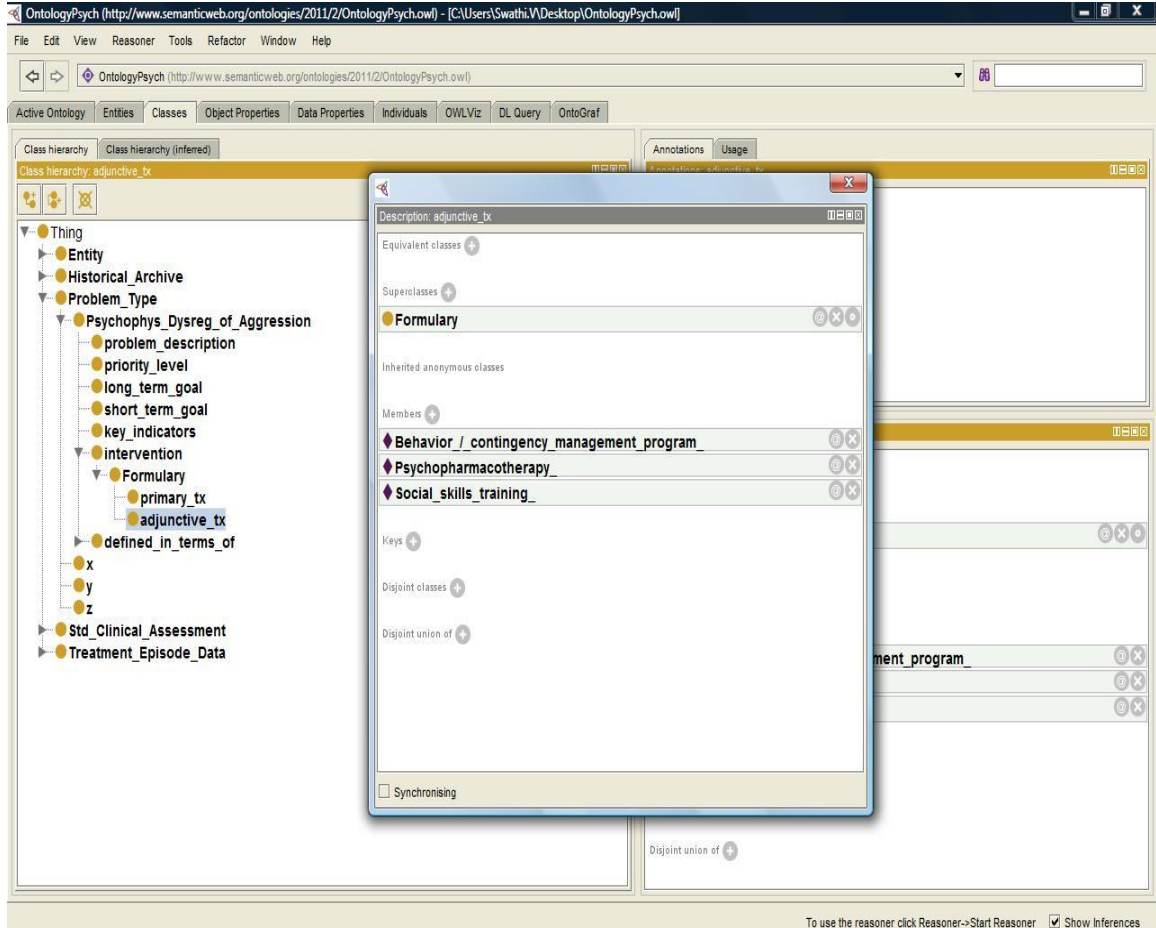 OntologyPsych (http://www.semanticweb.org/ontologies/2011/2/OntologyPsych.owl) - [C:\Users\Swathi.V\Desktop\OntologyPsych.owl]
File Edit View Reasoner Tools Refactor Window Help
OntologyPsych (http://www.semanticweb.org/ontologies/2011/2/OntologyPsych.owl)
Active Ontology Entities Classes Object Properties Data Properties Individuals OWLViz DL Query OntoGraf
Class hierarchy Class hierarchy (inferred)
Class hierarchy: adjunctive_tx
Thing
Entity
Historical_Archive
Problem_Type
Psychophys_Dysreg_of_Aggression
problem_description
priority_level
long_term_goal
short_term_goal
key_indicators
intervention
Formulary
primary_tx
adjunctive_tx
defined_in_terms_of
x
y
z
Std_Clinical_Assessment
Treatment_Episode_Data
Annotations Usage
Annotations: adjunctive_tx
Description: adjunctive_tx
Equivalent classes
Superclasses
Formulary
Inherited anonymous classes
Members
Behavior_/_contingency_management_program_
Psychopharmacotherapy_
Social_skills_training_
Keys
Disjoint classes
Disjoint union of
Synchronising
ment_program_
Disjoint union of
To use the reasoner click Reasoner->Start Reasoner Show Inferences